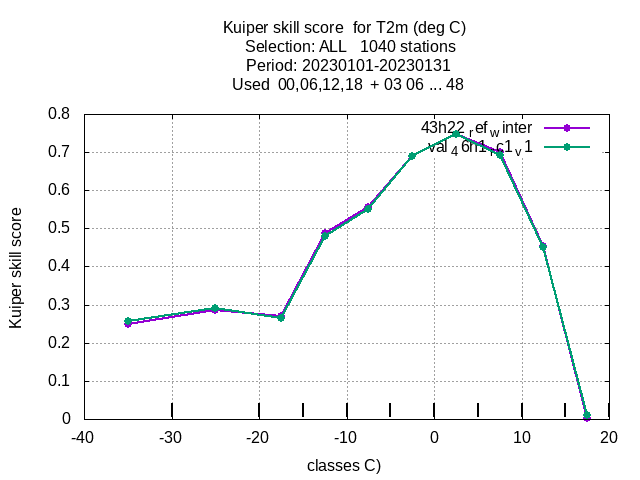 Kuiper skill score  for T2m (deg C)
Selection: ALL   1040 stations
Period: 20230101-20230131
Used  00,06,12,18  + 03 06 ... 48
43h22ᵣefwinter
val46h1ᵣc1v1
0.8
0.7
0.6
0.5
0.4
0.3
0.2
0.1
0
Kuiper skill score
-40 -30 -20 -10 0 10 20
classes C)